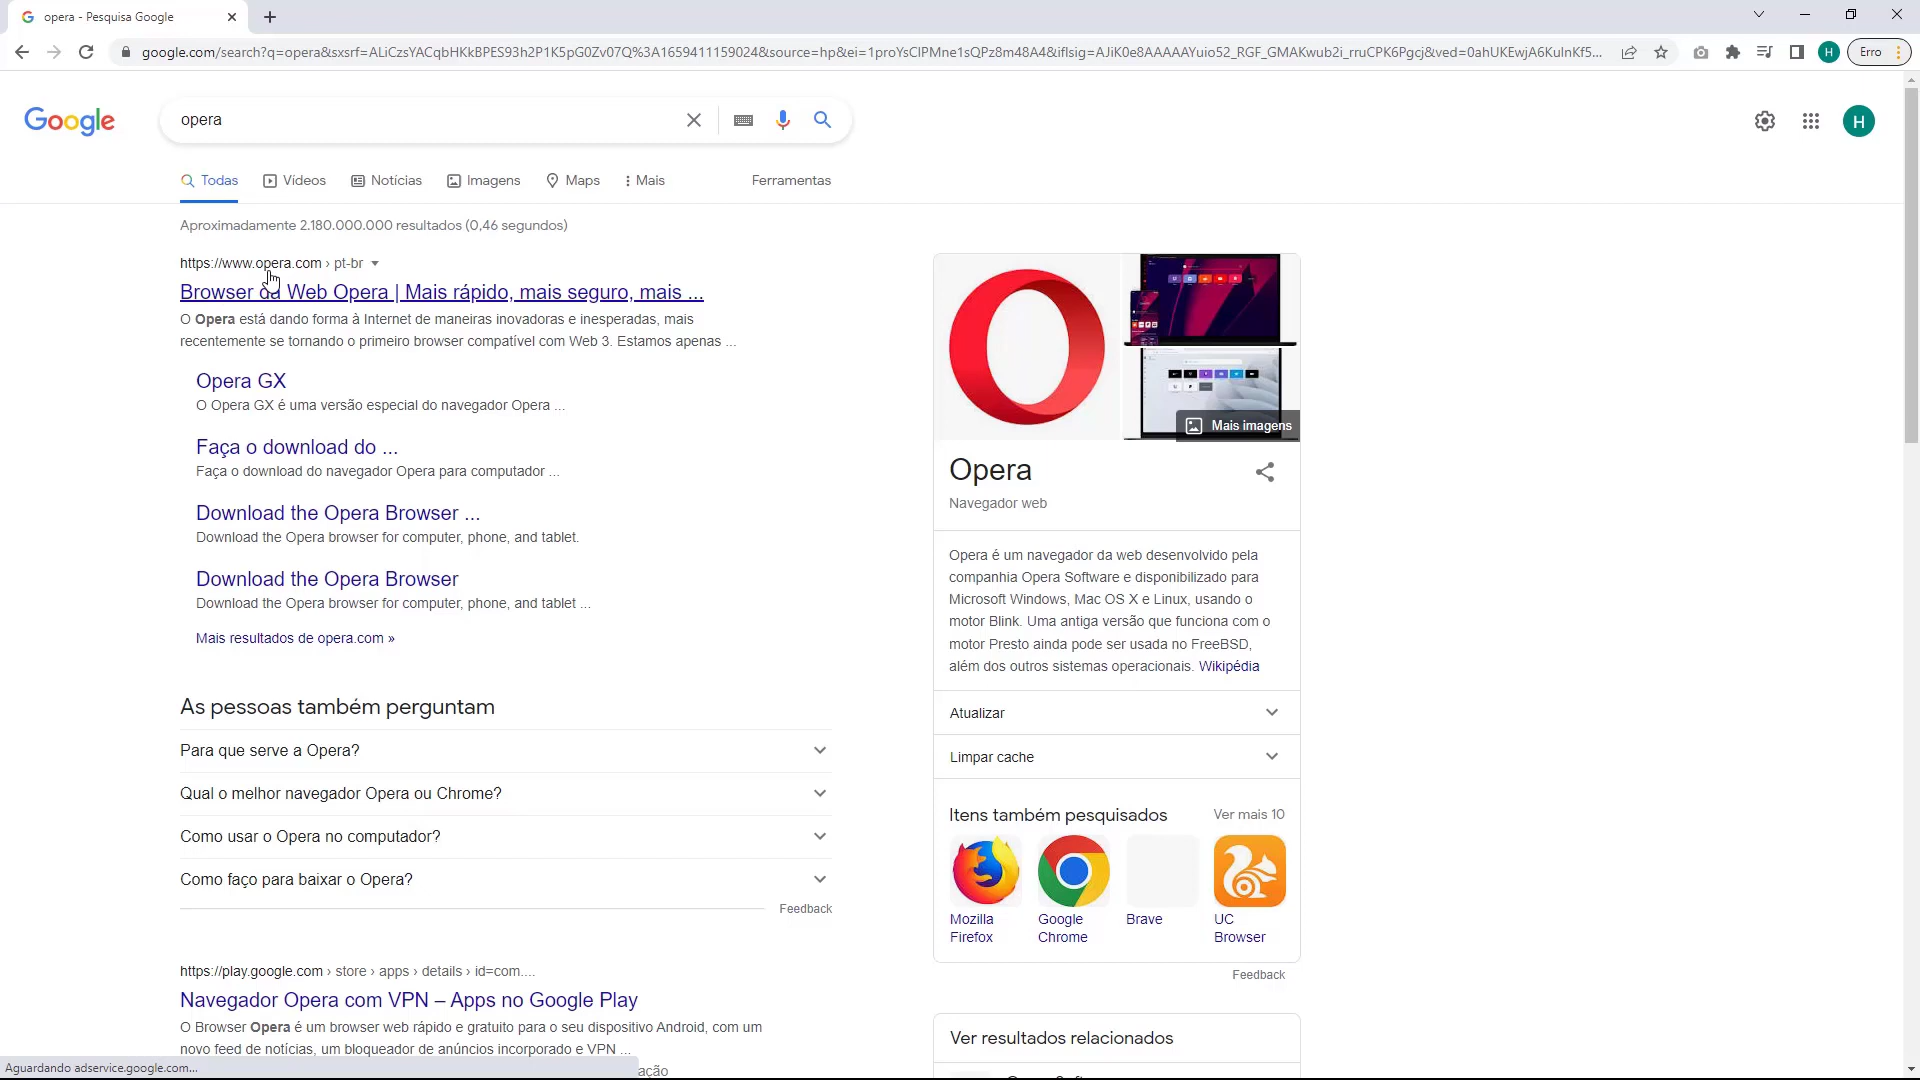 opera - Pesquisa Google
google.com/search?q=opera&sxsrf=ALiCzsYACqbHKkBPES93h2P1K5pG0Zv07Q%3A1659411159024&source=hp&ei=1proYsClPMne1sQPz8m48A4&iflsig=AJiK0e8AAAAAYuio52_RGF_GMAKwub2i_rruCPK6Pgcj&ved=0ahUKEwjA6KulnKf5...
H
Erro
Google
opera
H
Todas
Vídeos
Notícias
Imagens
Maps
Mais
Ferramentas
Aproximadamente 2.180.000.000 resultados (0,46 segundos)
https://www.opera.com › pt-br
Browser da Web Opera | Mais rápido, mais seguro, mais ...
O Opera está dando forma à Internet de maneiras inovadoras e inesperadas, mais
recentemente se tornando o primeiro browser compatível com Web 3. Estamos apenas ...
Opera GX
O Opera GX é uma versão especial do navegador Opera ...
Faça o download do ...
Faça o download do navegador Opera para computador ...
Download the Opera Browser ...
Download the Opera browser for computer, phone, and tablet.
Download the Opera Browser
Download the Opera browser for computer, phone, and tablet ...
Mais resultados de opera.com »
As pessoas também perguntam
Para que serve a Opera?
Qual o melhor navegador Opera ou Chrome?
Como usar o Opera no computador?
Como faço para baixar o Opera?
Feedback
https://play.google.com › store › apps › details › id=com....
Navegador Opera com VPN – Apps no Google Play
O Browser Opera é um browser web rápido e gratuito para o seu dispositivo Android, com um
novo feed de notícias, um bloqueador de anúncios incorporado e VPN ...
ação
Aguardando adservice.google.com...
Mais imagens
Opera
Navegador web
Opera é um navegador da web desenvolvido pela
companhia Opera Software e disponibilizado para
Microsoft Windows, Mac OS X e Linux, usando o
motor Blink. Uma antiga versão que funciona com o
motor Presto ainda pode ser usada no FreeBSD,
além dos outros sistemas operacionais. Wikipédia
Atualizar
Limpar cache
Itens também pesquisados
Ver mais 10
Mozilla
Firefox
Google
Chrome
Brave
UC
Browser
Feedback
Ver resultados relacionados